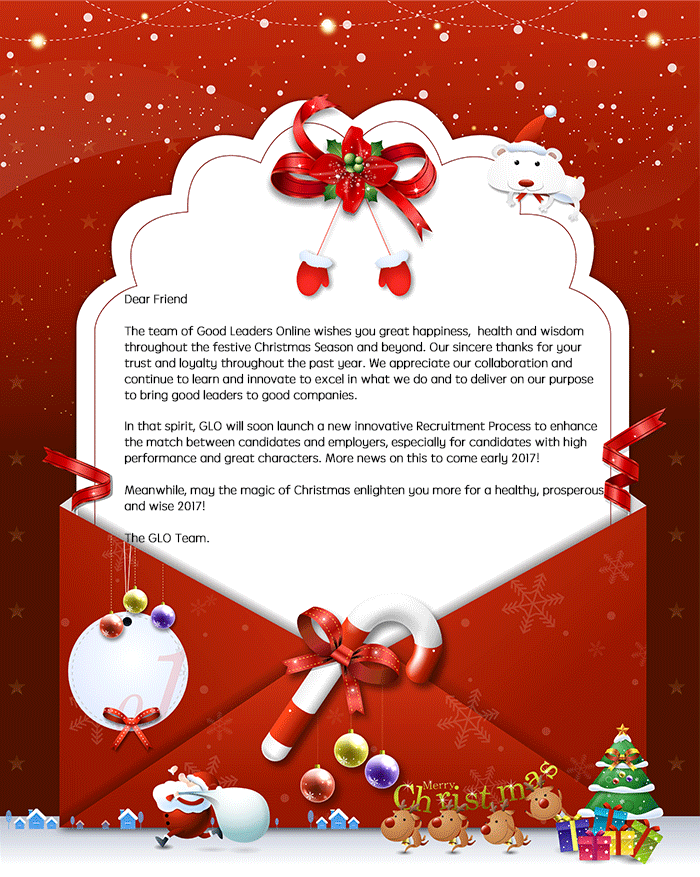 Dear Friend
The team of Good Leaders Online wishes you great happiness,  health and wisdom
throughout the festive Christmas Season and beyond. Our sincere thanks for your
trust and loyalty throughout the past year. We appreciate our collaboration and
continue to learn and innovate to excel in what we do and to deliver on our purpose
to bring good leaders to good companies.
In that spirit, GLO will soon launch a new innovative Recruitment Process to enhance
the match between candidates and employers, especially for candidates with high
performance and great characters. More news on this to come early 2017!
Meanwhile, may the magic of Christmas enlighten you more for a healthy, prosperous
and wise 2017!
The GLO Team.
Merry
Christmas